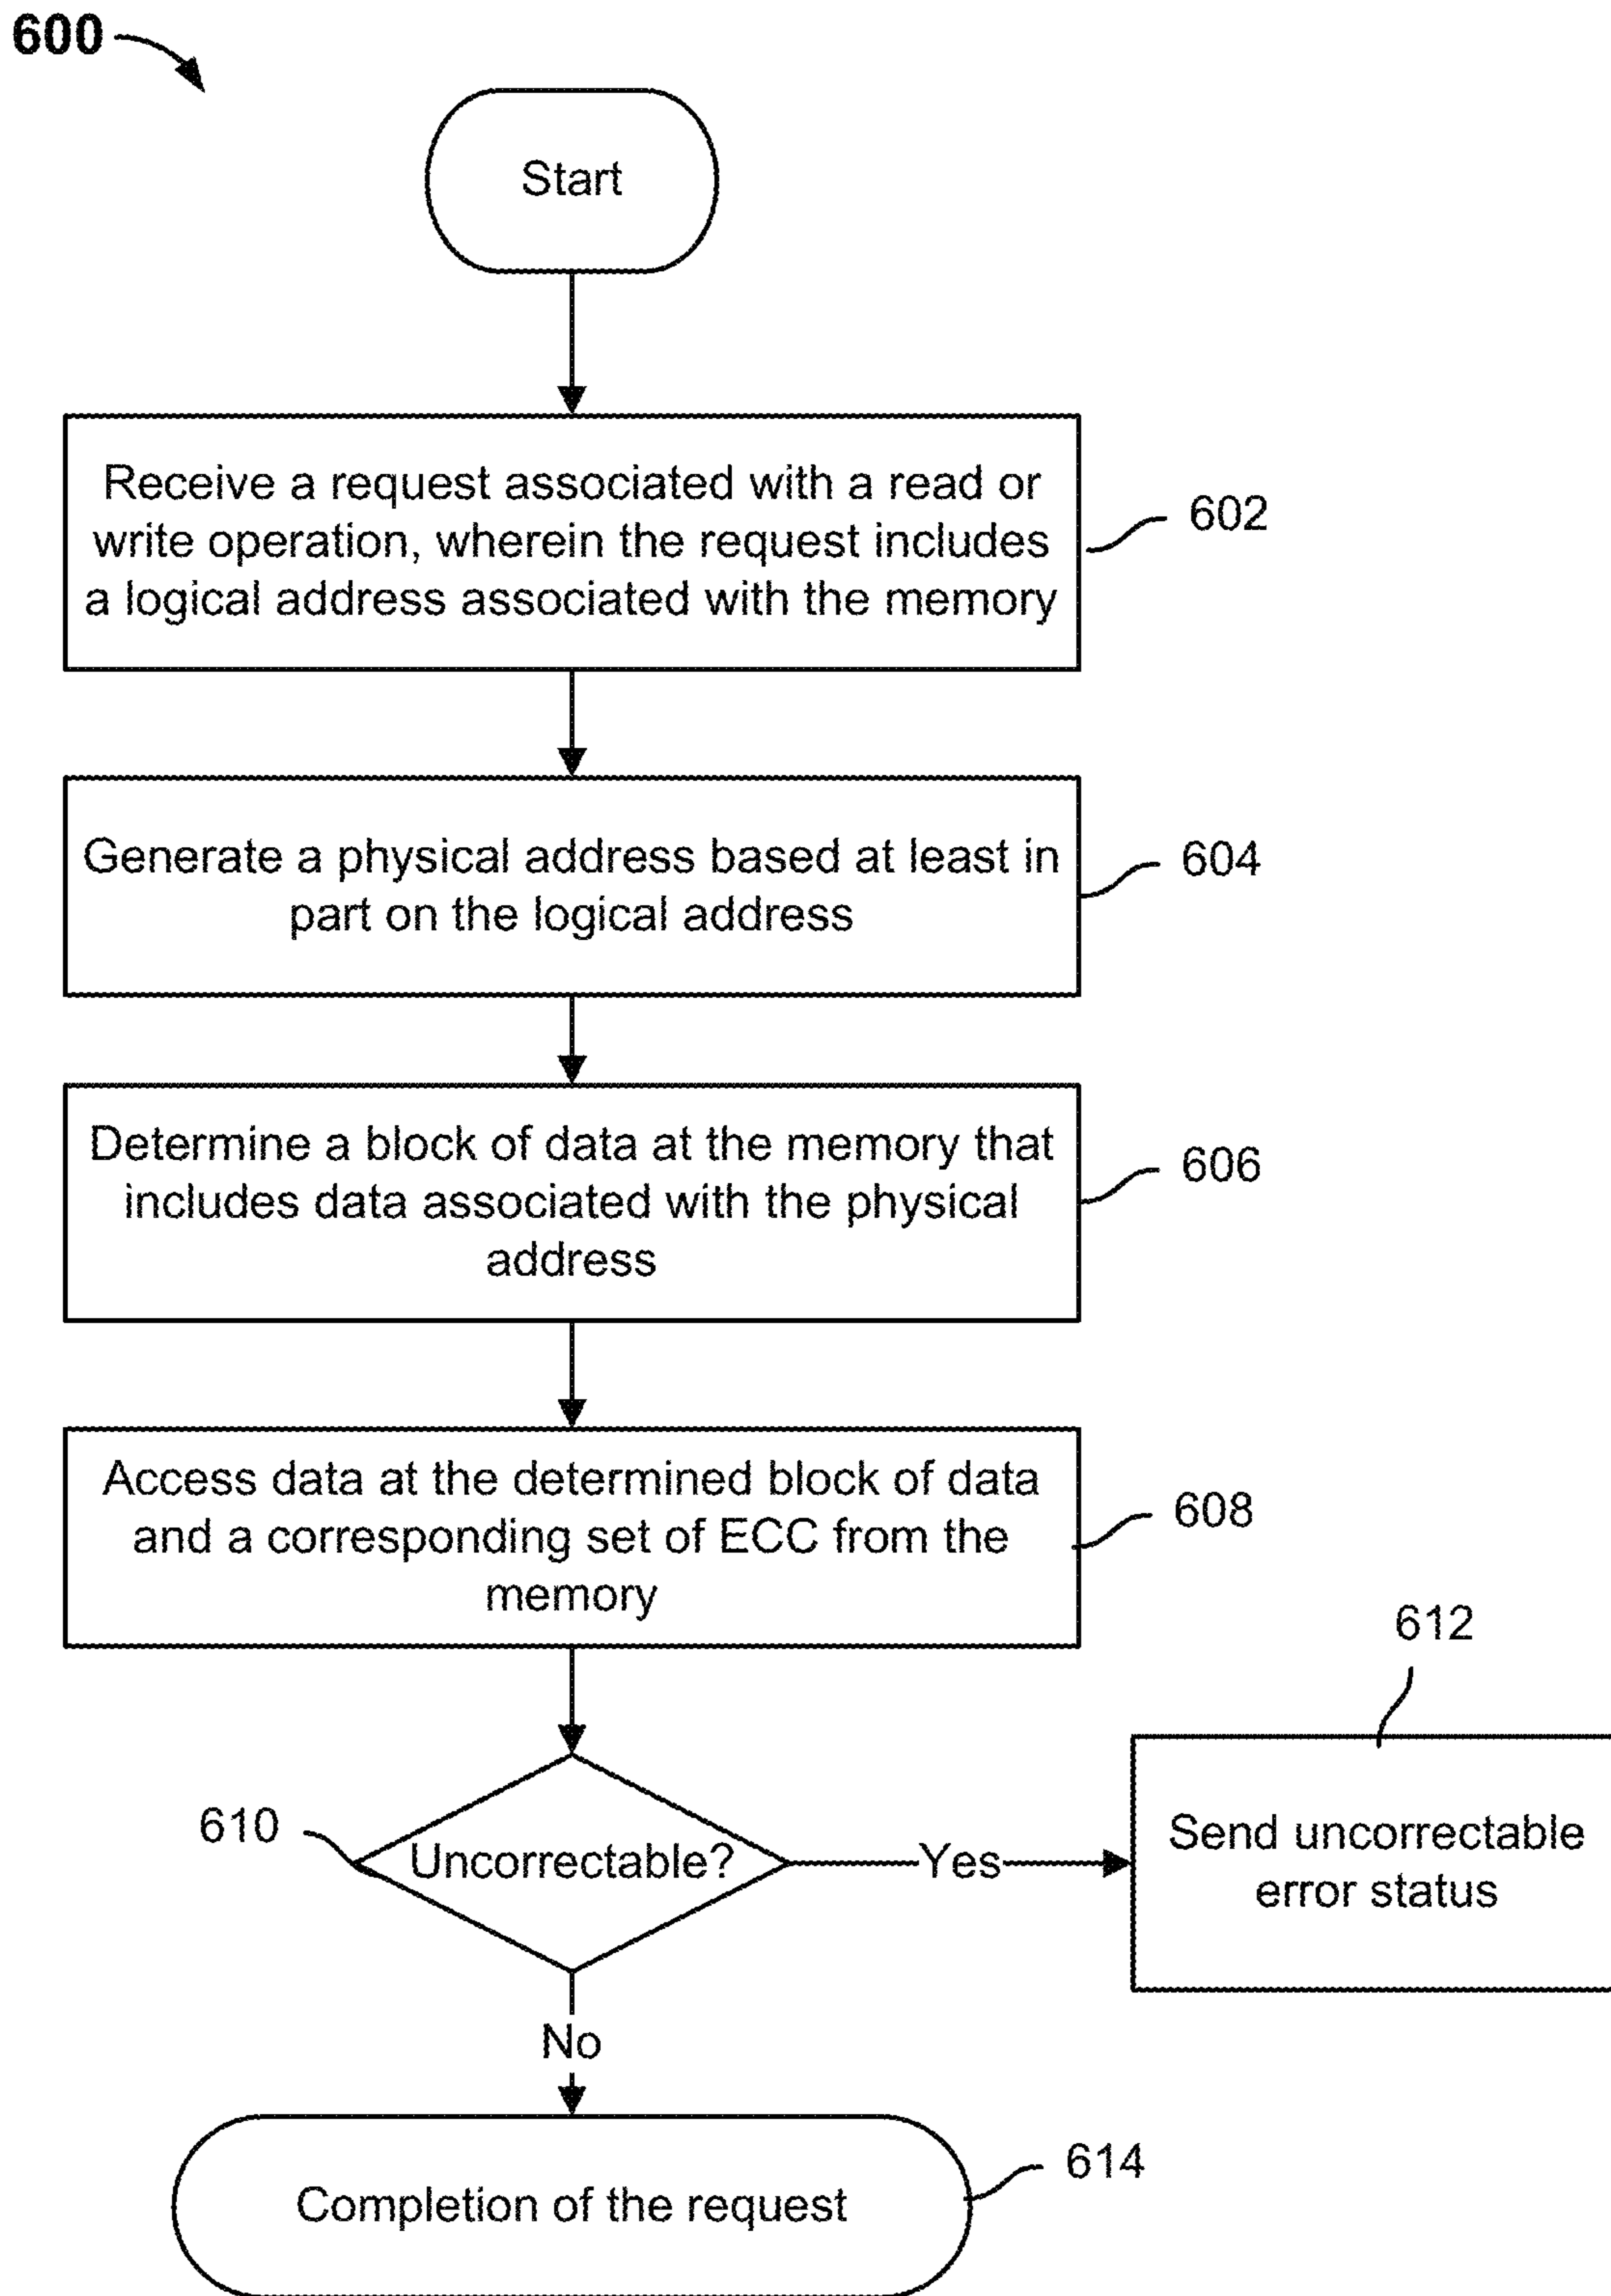 600
Start
Receive a request associated with a read or
write operation, wherein the request includes
a logical address associated with the memory
602
Generate a physical address based at least in
part on the logical address
604
Determine a block of data at the memory that
includes data associated with the physical
address
606
Access data at the determined block of data
and a corresponding set of ECC from the
memory
608
610
Uncorrectable?
Yes
612
Send uncorrectable
error status
No
Completion of the request
614